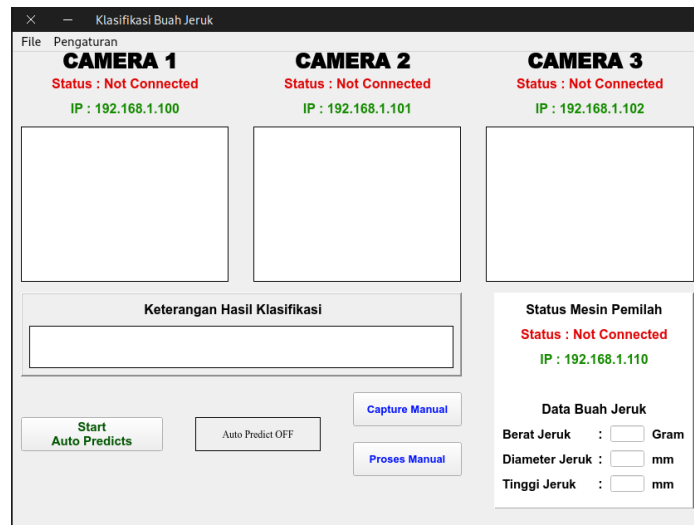 Klasifikasi Buah Jeruk
File Pengaturan
CAMERA 1
Status : Not Connected
IP : 192.168.1.100
CAMERA 2
Status : Not Connected
IP : 192.168.1.101
CAMERA 3
Status : Not Connected
IP : 192.168.1.102
Keterangan Hasil Klasifikasi
Status Mesin Pemilah
Status : Not Connected
IP : 192.168.1.110
Start
Auto Predicts
Auto Predict OFF
Capture Manual
Proses Manual
Data Buah Jeruk
Berat Jeruk : Gram
Diameter Jeruk : mm
Tinggi Jeruk : mm